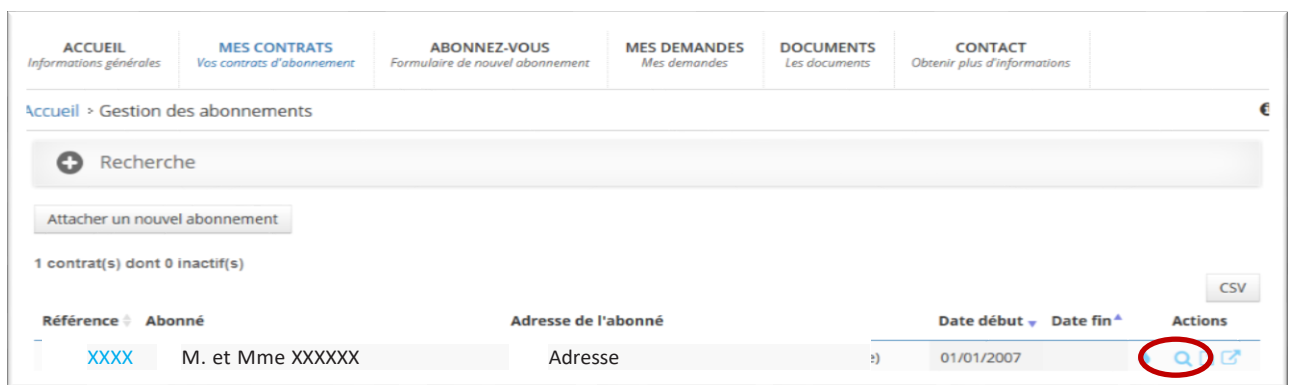 ACCUEIL MES CONTRATS ABONNEZ-VOUS MES DEMANDES DOCUMENTS CONTACT
Informations générales Vos contrats d'abonnement Formulaire de nouvel abonnement Mes demandes Les documents Obtenir plus d'informations
Accueil > Gestion des abonnements €
Recherche
Attacher un nouvel abonnement
1 contrat(s) dont 0 inactif(s)
CSV
Référence Abonné Adresse de l'abonné Date début Date fin Actions
XXXX M. et Mme XXXXXX Adresse e) 01/01/2007